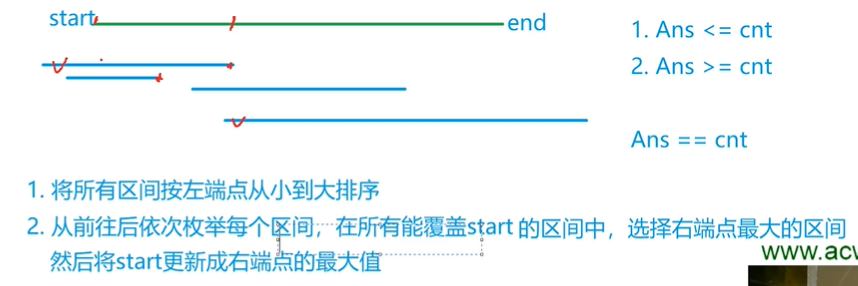 start
end
1. Ans <= cnt
2. Ans >= cnt
Ans == cnt
1. 将所有区间按左端点从小到大排序
2. 从前往后依次枚举每个区间，在所有能覆盖start 的区间中，选择右端点最大的区间
然后将start更新成右端点的最大值
www.acw